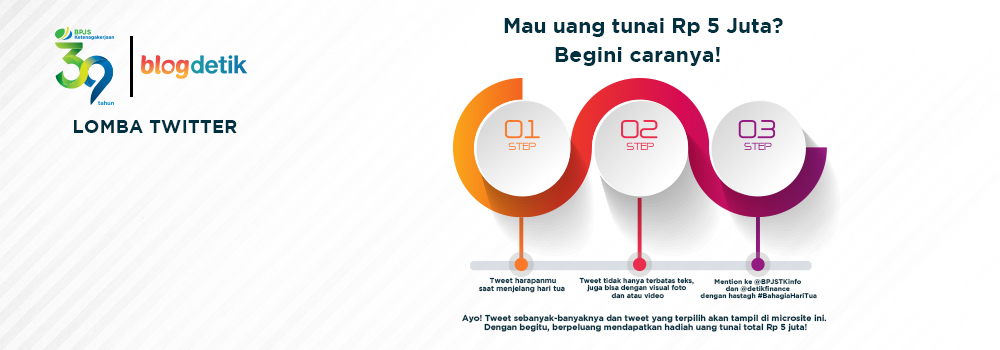 BPJS
Ketenagakerjaan
39
tahun
blogdetik
LOMBA TWITTER
Mau uang tunai Rp 5 Juta?
Begini caranya!
01
STEP
02
STEP
03
STEP
Tweet harapanmu
saat menjelang hari tua
Tweet tidak hanya terbatas teks,
juga bisa dengan visual foto
dan atau video
Mention ke @BPJSTKinfo
dan @detikfinance
dengan hastagh #BahagiaHariTua
Ayo! Tweet sebanyak-banyaknya dan tweet yang terpilih akan tampil di microsite ini.
Dengan begitu, berpeluang mendapatkan hadiah uang tunai total Rp 5 juta!